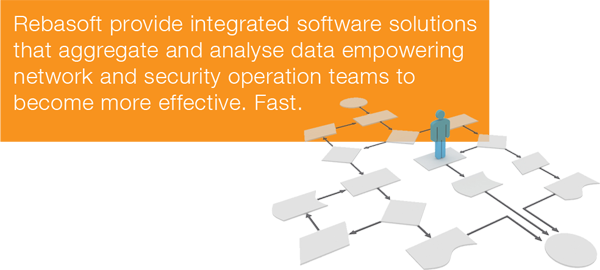 Rebasoft provide integrated software solutions
that aggregate and analyse data empowering
network and security operation teams to
become more effective. Fast.